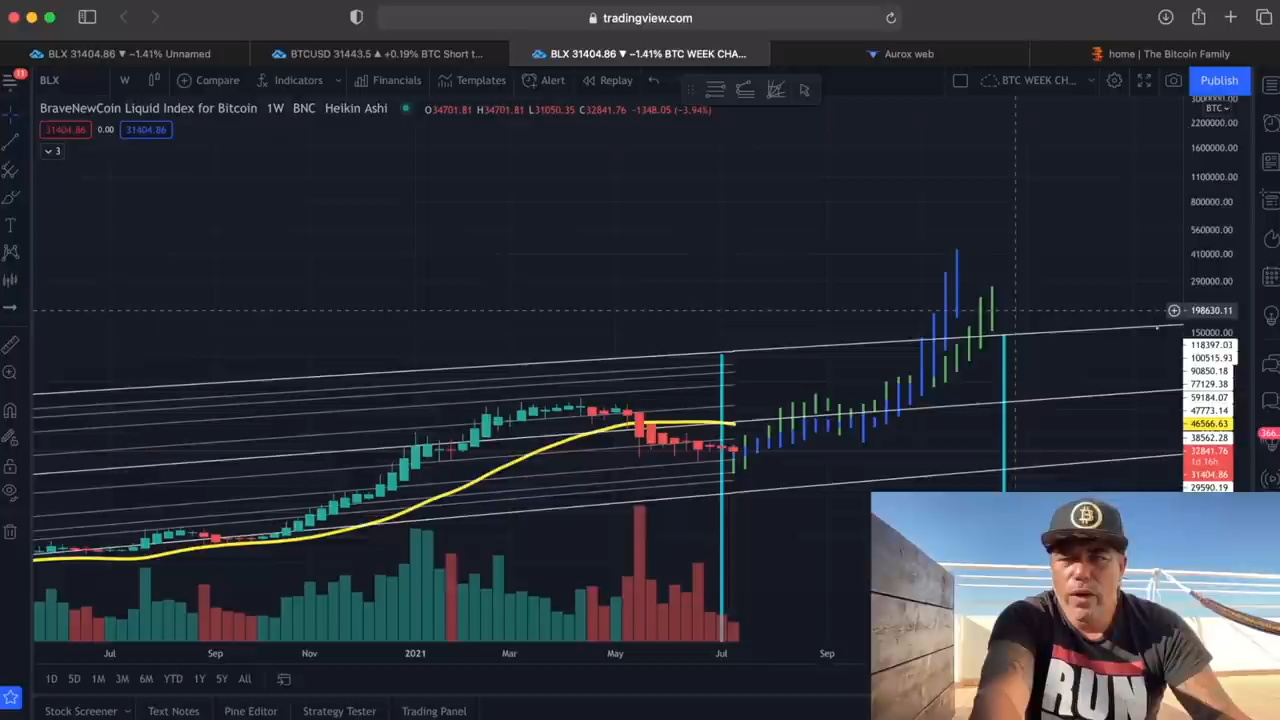 tradingview.com
BLX 31404.86 ▼ −1.41% Unnamed
BTCUSD 31443.5 ▲ +0.19% BTC Short t...
BLX 31404.86 ▼ −1.41% BTC WEEK CHA...
Aurox web
home | The Bitcoin Family
11
BLX
W
Compare
Indicators
Financials
Templates
Alert
Replay
BTC WEEK CH...
Publish
BraveNewCoin Liquid Index for Bitcoin 1W BNC Heikin Ashi
O34701.81 H34701.81 L31050.35 C32841.76 −1348.05 (−3.94%)
31404.86 0.00 31404.86
3
3000000.00
BTC
2200000.00
1600000.00
1100000.00
800000.00
560000.00
410000.00
290000.00
198630.11
150000.00
118397.03
100515.93
90850.18
77129.38
59184.07
47773.14
46566.63
38562.28
32841.76
1d 16h
31404.86
29590.19
366
Jul
Sep
Nov
2021
Mar
May
Jul
Sep
1D 5D 1M 3M 6M YTD 1Y 5Y All
Stock Screener
Text Notes
Pine Editor
Strategy Tester
Trading Panel
RUN